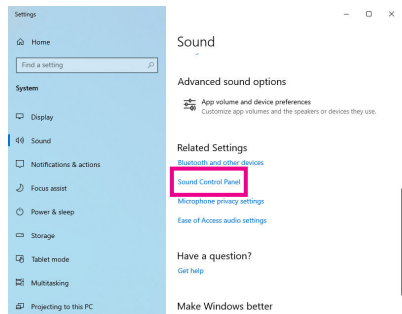 Settings
Home
Find a setting
System
Display
Sound
Notifications & actions
Focus assist
Power & sleep
Storage
Tablet mode
Multitasking
Projecting to this PC
Sound
Advanced sound options
App volume and device preferences
Customize app volumes and the speakers or devices they use.
Related Settings
Bluetooth and other devices
Sound Control Panel
Microphone privacy settings
Ease of Access audio settings
Have a question?
Get help
Make Windows better